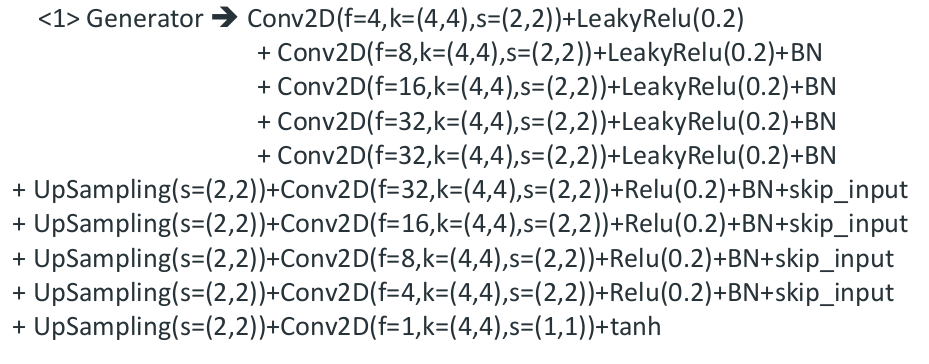 <1> Generator ➔ Conv2D(f=4,k=(4,4),s=(2,2))+LeakyRelu(0.2)
+ Conv2D(f=8,k=(4,4),s=(2,2))+LeakyRelu(0.2)+BN
+ Conv2D(f=16,k=(4,4),s=(2,2))+LeakyRelu(0.2)+BN
+ Conv2D(f=32,k=(4,4),s=(2,2))+LeakyRelu(0.2)+BN
+ Conv2D(f=32,k=(4,4),s=(2,2))+LeakyRelu(0.2)+BN
+ UpSampling(s=(2,2))+Conv2D(f=32,k=(4,4),s=(2,2))+Relu(0.2)+BN+skip_input
+ UpSampling(s=(2,2))+Conv2D(f=16,k=(4,4),s=(2,2))+Relu(0.2)+BN+skip_input
+ UpSampling(s=(2,2))+Conv2D(f=8,k=(4,4),s=(2,2))+Relu(0.2)+BN+skip_input
+ UpSampling(s=(2,2))+Conv2D(f=4,k=(4,4),s=(2,2))+Relu(0.2)+BN+skip_input
+ UpSampling(s=(2,2))+Conv2D(f=1,k=(4,4),s=(1,1))+tanh